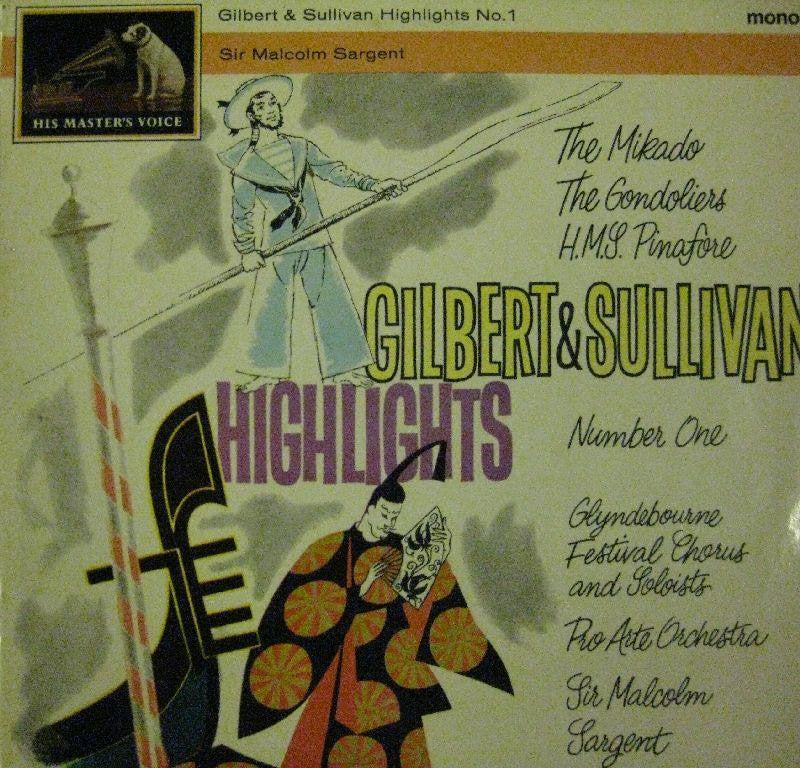 Gilbert & Sullivan Highlights No.1
mono
Sir Malcolm Sargent
HIS MASTER'S VOICE
The Mikado
The Gondoliers
H.M.S. Pinafore
GILBERT & SULLIVAN
HIGHLIGHTS
Number One
Glyndebourne
Festival Chorus
and Soloists
Pro Arte Orchestra
Sir Malcolm
Sargent